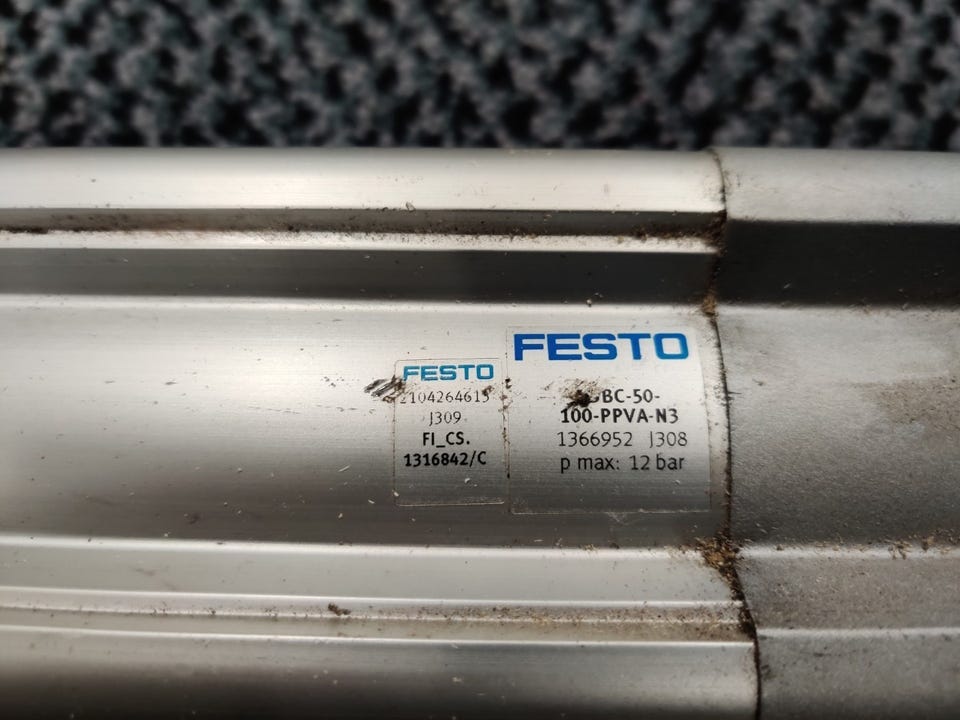 FESTO
2104264615
J309
FI_CS.
1316842/C
FESTO
BC-50-
100-PPVA-N3
1366952 J308
p max: 12 bar